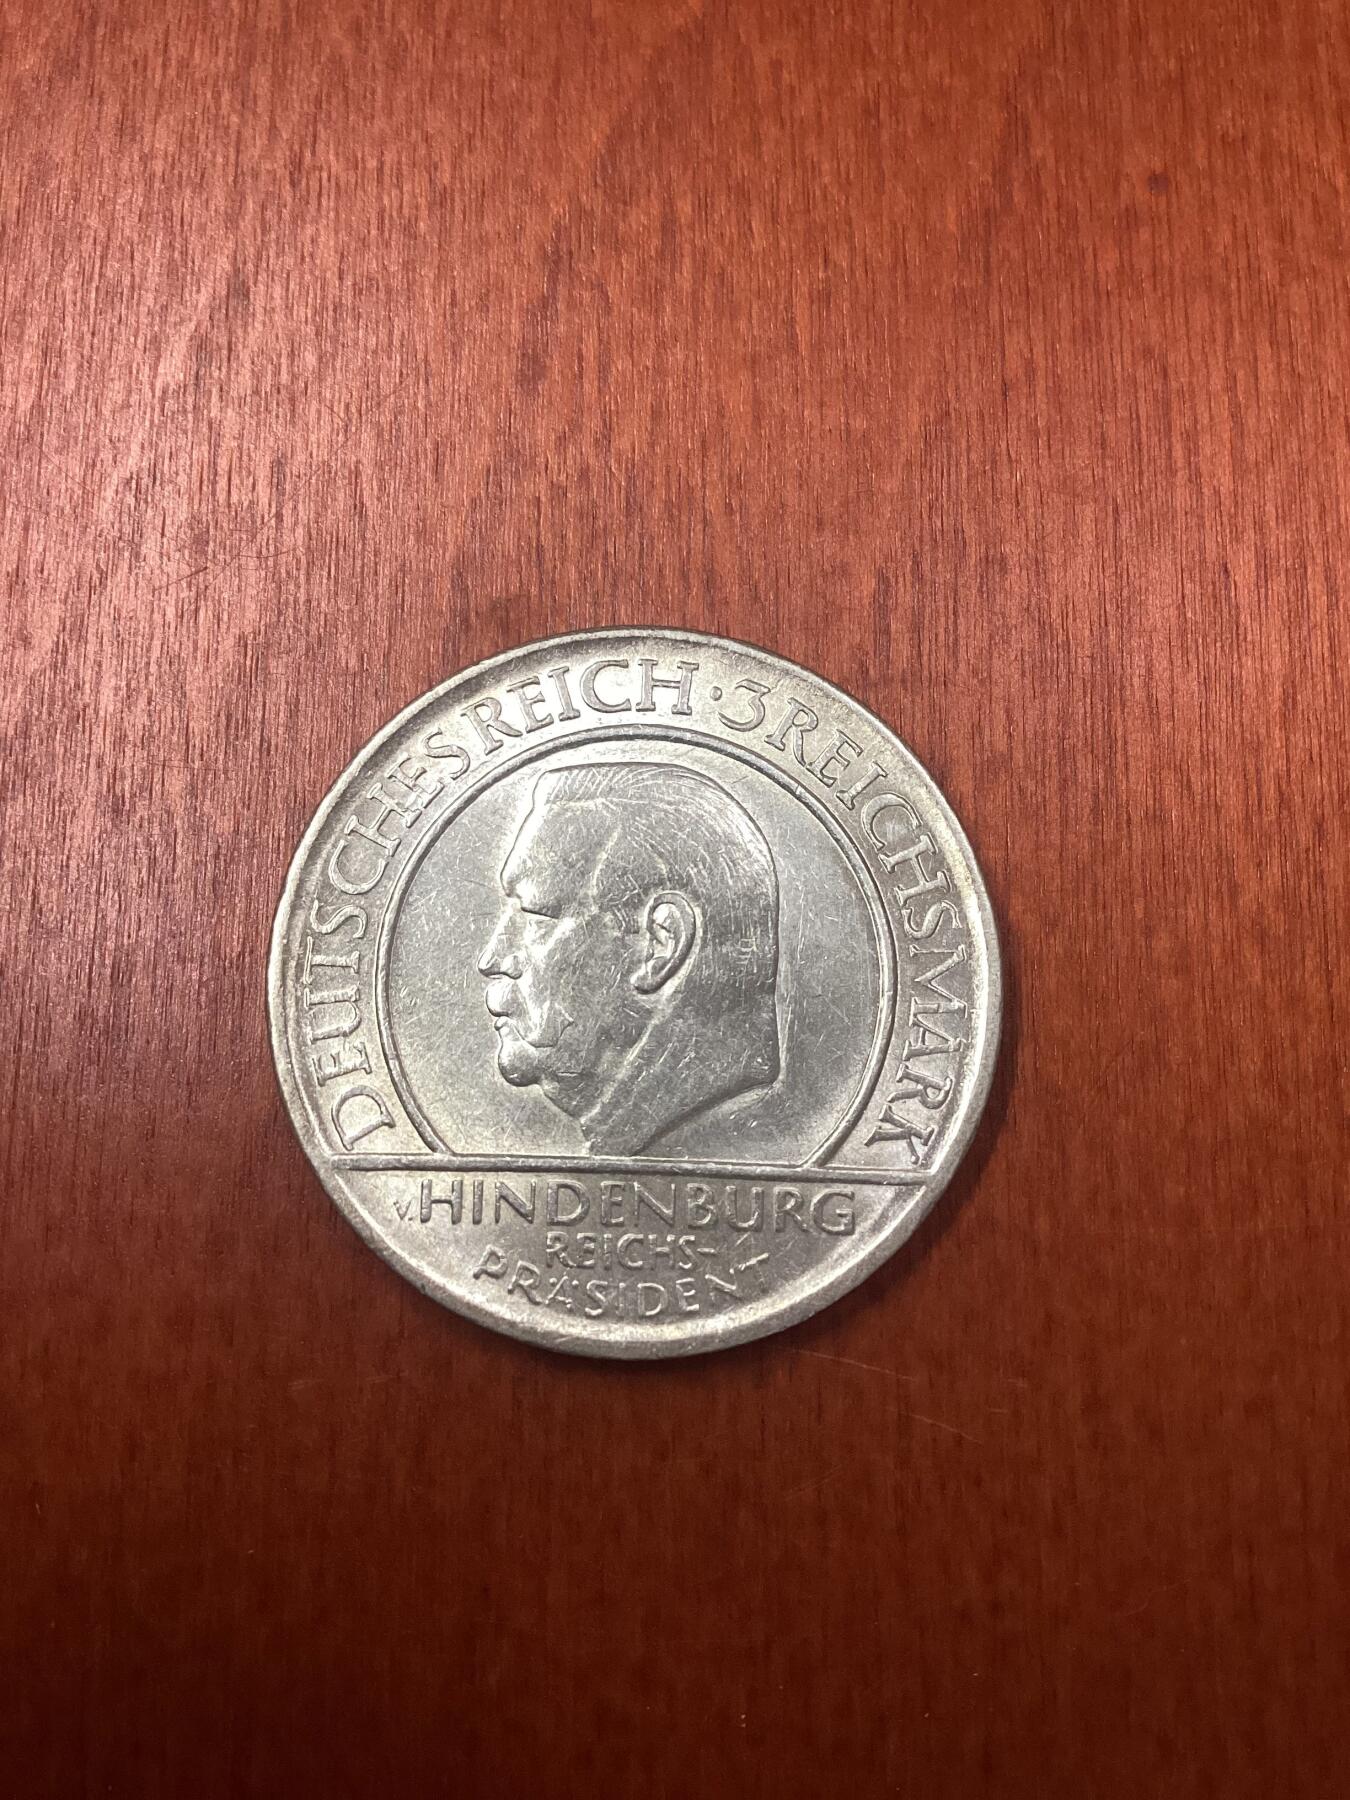 DEUTSCHES REICH · 3 REICHSMARK
v. HINDENBURG
REICHS-
PRÄSIDENT